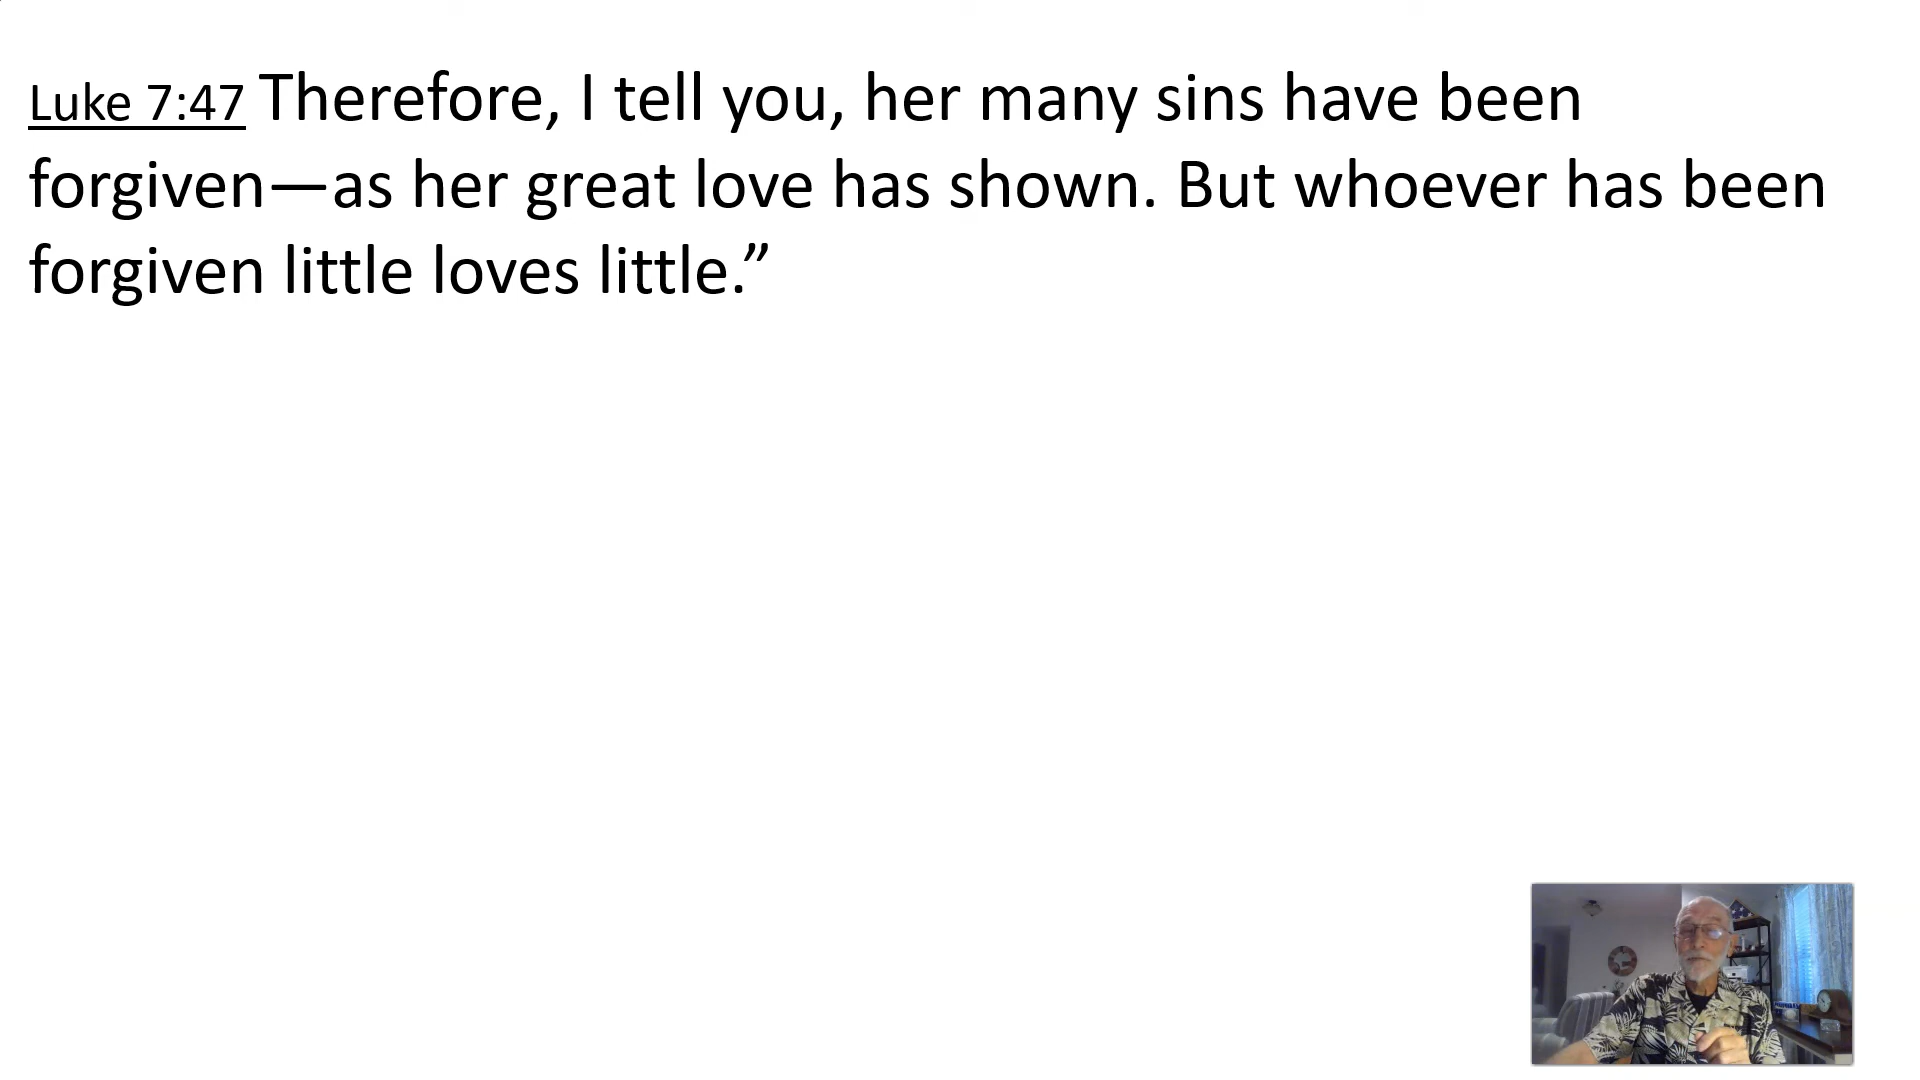 Luke 7:47 Therefore, I tell you, her many sins have been
forgiven—as her great love has shown. But whoever has been
forgiven little loves little.”